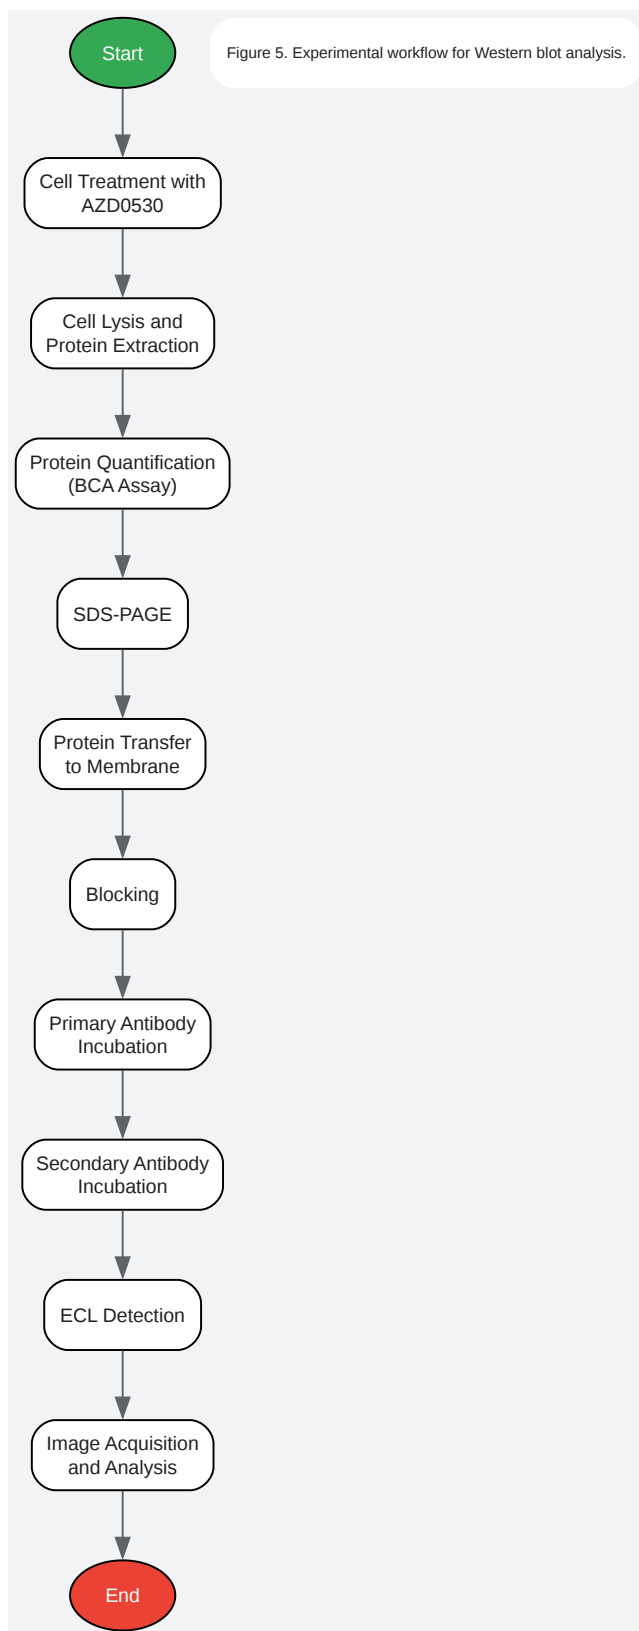 Start
Figure 5. Experimental workflow for Western blot analysis.
Cell Treatment with
AZD0530
Cell Lysis and
Protein Extraction
Protein Quantification
(BCA Assay)
SDS-PAGE
Protein Transfer
to Membrane
Blocking
Primary Antibody
Incubation
Secondary Antibody
Incubation
ECL Detection
Image Acquisition
and Analysis
End